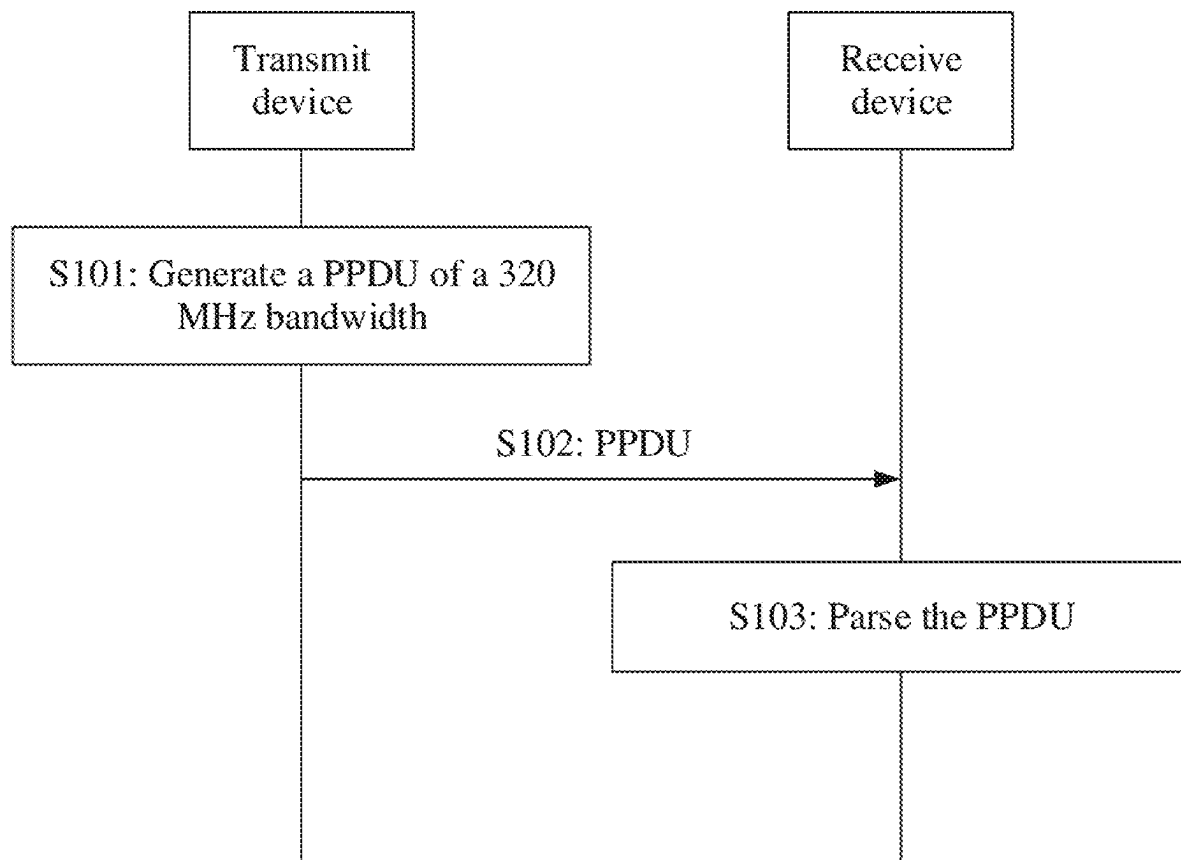 Transmit
device
Receive
device
S101: Generate a PPDU of a 320
MHz bandwidth
S102: PPDU
S103: Parse the PPDU